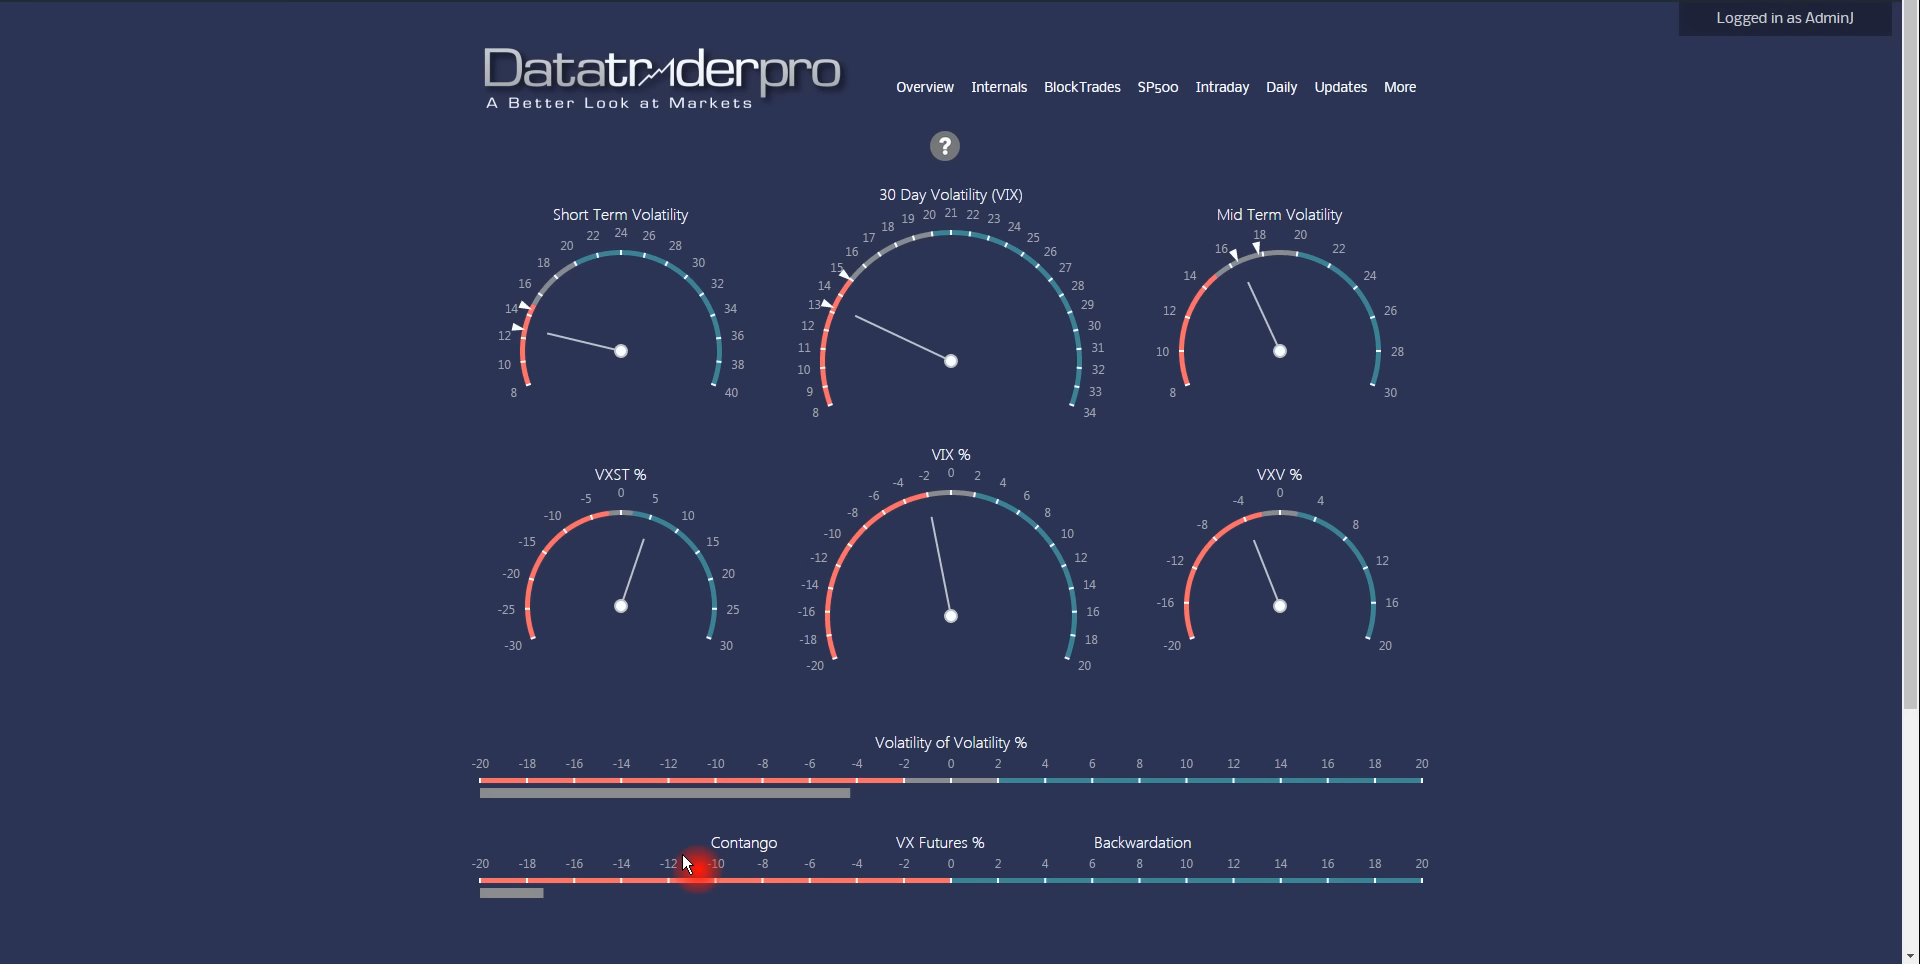 Logged in as AdminJ
Datatraderpro
A Better Look at Markets
Overview Internals BlockTrades SP500 Intraday Daily Updates More
?
Short Term Volatility
8 10 12 14 16 18 20 22 24 26 28 30 32 34 36 38 40
30 Day Volatility (VIX)
8 9 10 11 12 13 14 15 16 17 18 19 20 21 22 23 24 25 26 27 28 29 30 31 32 33 34
Mid Term Volatility
8 10 12 14 16 18 20 22 24 26 28 30
VXST %
-30 -25 -20 -15 -10 -5 0 5 10 15 20 25 30
VIX %
-20 -18 -16 -14 -12 -10 -8 -6 -4 -2 0 2 4 6 8 10 12 14 16 18 20
VXV %
-20 -16 -12 -8 -4 0 4 8 12 16 20
Volatility of Volatility %
-20 -18 -16 -14 -12 -10 -8 -6 -4 -2 0 2 4 6 8 10 12 14 16 18 20
Contango VX Futures % Backwardation
-20 -18 -16 -14 -12 -10 -8 -6 -4 -2 0 2 4 6 8 10 12 14 16 18 20